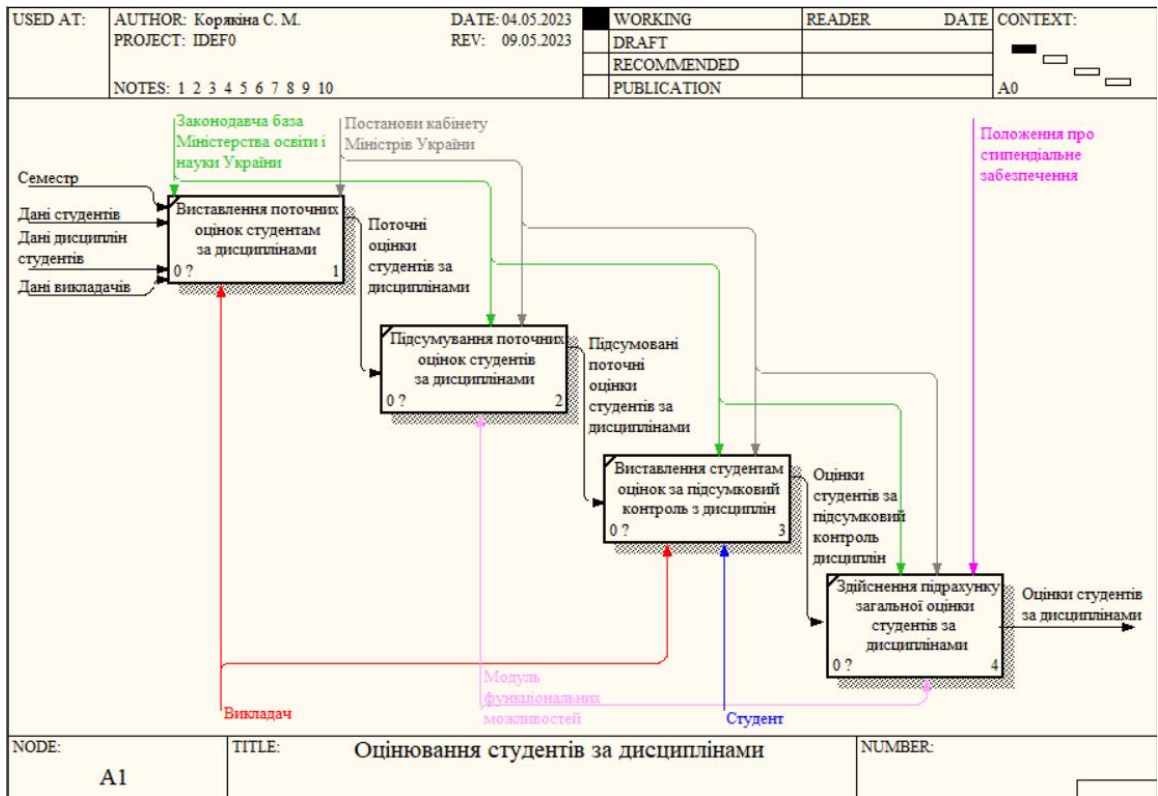 USED AT:
AUTHOR: Корякіна С. М.
DATE: 04.05.2023
PROJECT: IDEF0
REV: 09.05.2023
NOTES: 1 2 3 4 5 6 7 8 9 10
WORKING
DRAFT
RECOMMENDED
PUBLICATION
READER
DATE
CONTEXT:
A0
Законодавча база
Міністерства освіти і
науки України
Постанови кабінету
Міністрів України
Положення про
стипендіальне
забезпечення
Семестр
Дані студентів
Дані дисциплін
студентів
Дані викладачів
Виставлення поточних
оцінок студентам
за дисциплінами
0 ?
1
Поточні
оцінки
студентів за
дисциплінами
Підсумування поточних
оцінок студентів
за дисциплінами
0 ?
2
Підсумовані
поточні
оцінки
студентів за
дисциплінами
Виставлення студентам
оцінок за підсумковий
контроль з дисциплін
0 ?
3
Оцінки
студентів за
підсумковий
контроль
дисциплін
Здійснення підрахунку
загальної оцінки
студентів за
дисциплінами
0 ?
4
Оцінки студентів
за дисциплінами
Викладач
Модуль
функціональних
можливостей
Студент
NODE:
A1
TITLE:
Оцінювання студентів за дисциплінами
NUMBER: